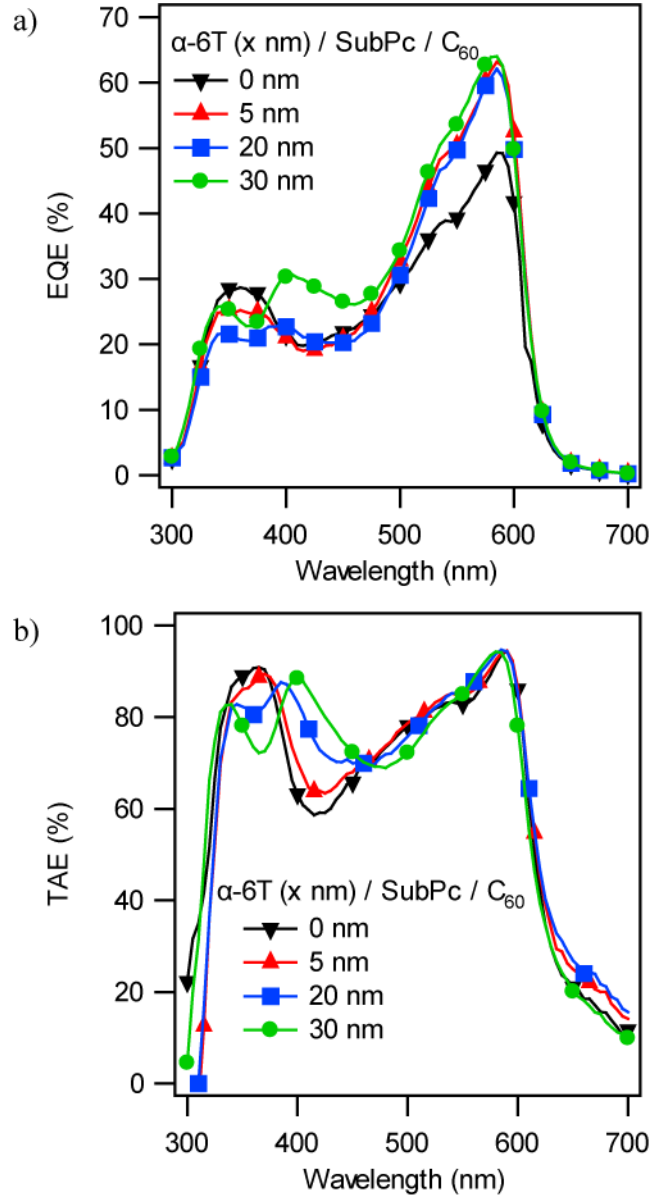 a)
70
60
50
40
30
20
10
0
EQE (%)
α-6T (x nm) / SubPc / C60
0 nm
5 nm
20 nm
30 nm
300 400 500 600 700
Wavelength (nm)
b)
100
80
60
40
20
0
TAE (%)
α-6T (x nm) / SubPc / C60
0 nm
5 nm
20 nm
30 nm
300 400 500 600 700
Wavelength (nm)